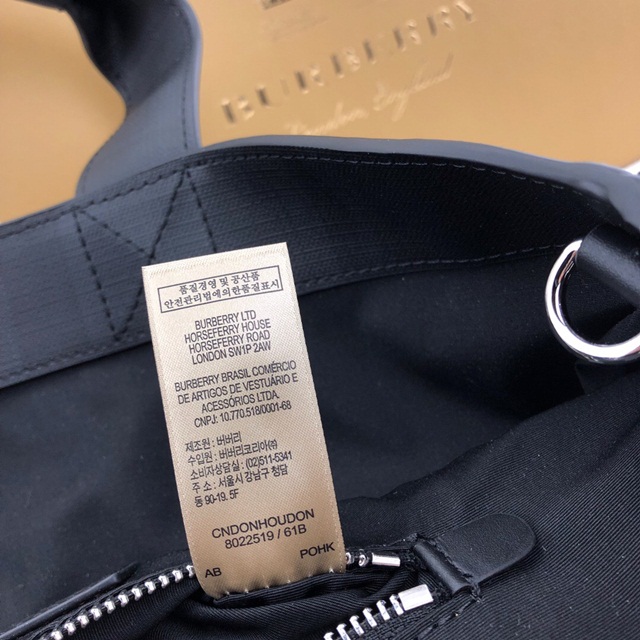 BURBERRY
London England
품질경영 및 공산품
안전관리법에의한품질표시
BURBERRY LTD
HORSEFERRY HOUSE
HORSEFERRY ROAD
LONDON SW1P 2AW
BURBERRY BRASIL COMÉRCIO
DE ARTIGOS DE VESTUÁRIO E
ACESSÓRIOS LTDA.
CNPJ: 10.770.518/0001-68
제조원 : 버버리
수입원 : 버버리코리아㈜
소비자상담실 : (02)511-5341
주 소 : 서울시강남구 청담
동 90-19. 5F
CNDONHOUDON
8022519 / 61B
AB POHK